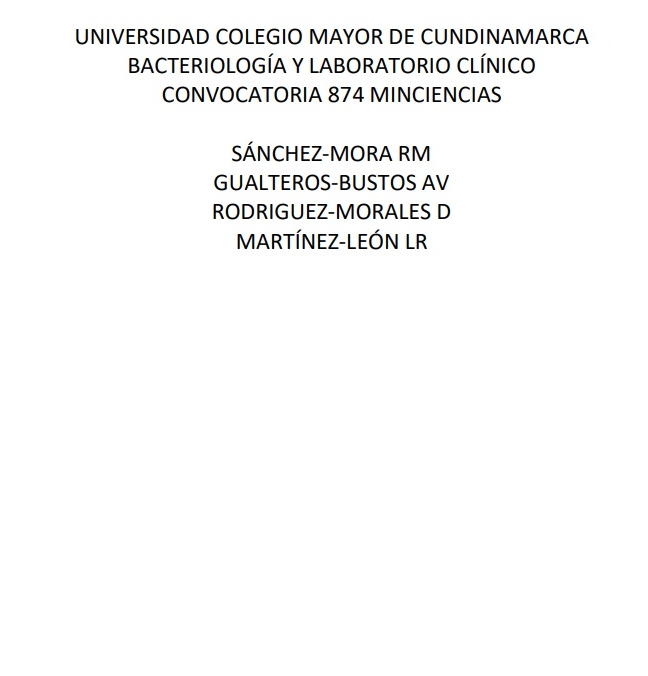 UNIVERSIDAD COLEGIO MAYOR DE CUNDINAMARCA
BACTERIOLOGÍA Y LABORATORIO CLÍNICO
CONVOCATORIA 874 MINCIENCIAS
SÁNCHEZ-MORA RM
GUALTEROS-BUSTOS AV
RODRIGUEZ-MORALES D
MARTÍNEZ-LEÓN LR